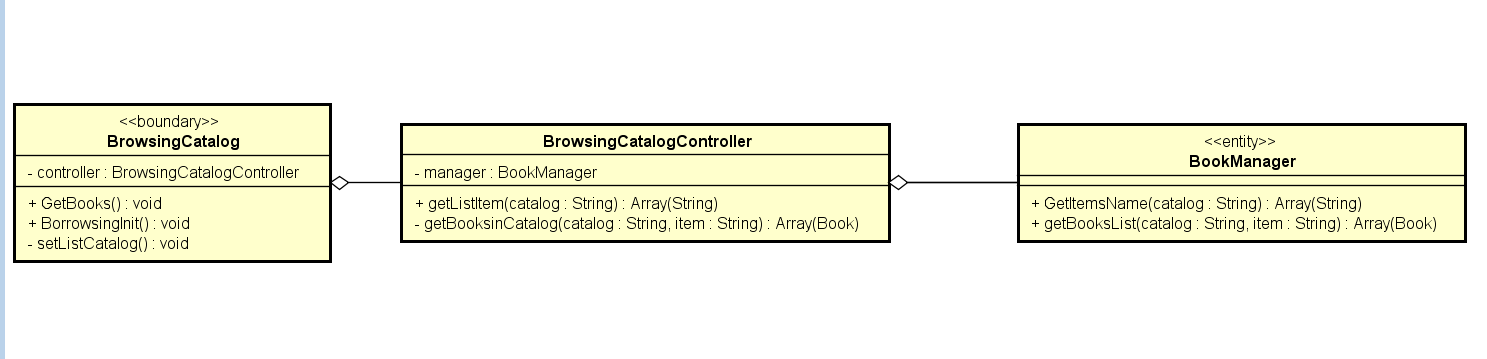 <<boundary>>
BrowsingCatalog
- controller : BrowsingCatalogController
+ GetBooks() : void
+ BorrowsingInit() : void
- setListCatalog() : void
BrowsingCatalogController
- manager : BookManager
+ getListItem(catalog : String) : Array(String)
- getBooksinCatalog(catalog : String, item : String) : Array(Book)
<<entity>>
BookManager
+ GetItemsName(catalog : String) : Array(String)
+ getBooksList(catalog : String, item : String) : Array(Book)